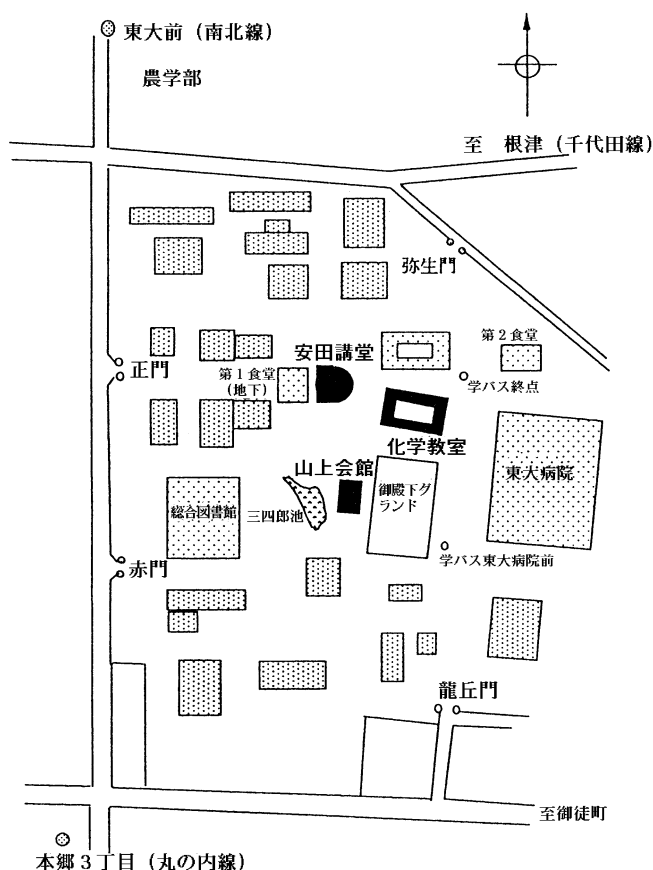 東大前（南北線）
農学部
至　根津（千代田線）
弥生門
第２食堂
安田講堂
正門
第１食堂
（地下）
学バス終点
化学教室
山上会館
東大病院
御殿下グ
ランド
総合図書館
三四郎池
学バス東大病院前
赤門
龍丘門
至御徒町
本郷３丁目（丸の内線）